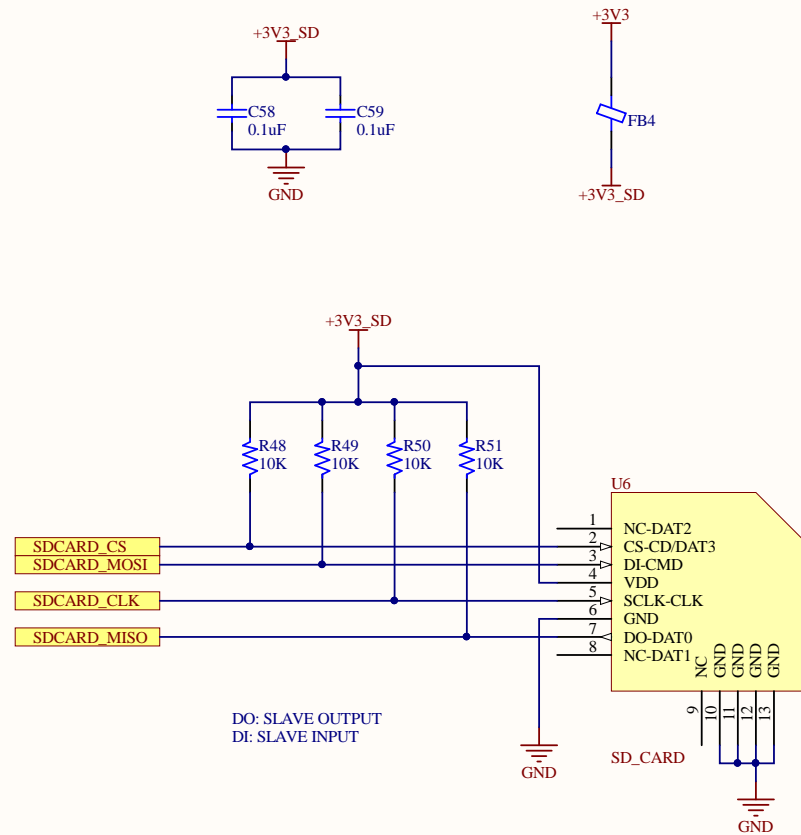 +3V3_SD
C58
0.1uF
C59
0.1uF
GND
+3V3
FB4
+3V3_SD
+3V3_SD
R48
10K
R49
10K
R50
10K
R51
10K
U6
SDCARD_CS
SDCARD_MOSI
SDCARD_CLK
SDCARD_MISO
1 NC-DAT2
2 CS-CD/DAT3
3 DI-CMD
4 VDD
5 SCLK-CLK
6 GND
7 DO-DAT0
8 NC-DAT1
NC
GND
GND
GND
GND
9
10
11
12
13
DO: SLAVE OUTPUT
DI: SLAVE INPUT
GND
SD_CARD
GND